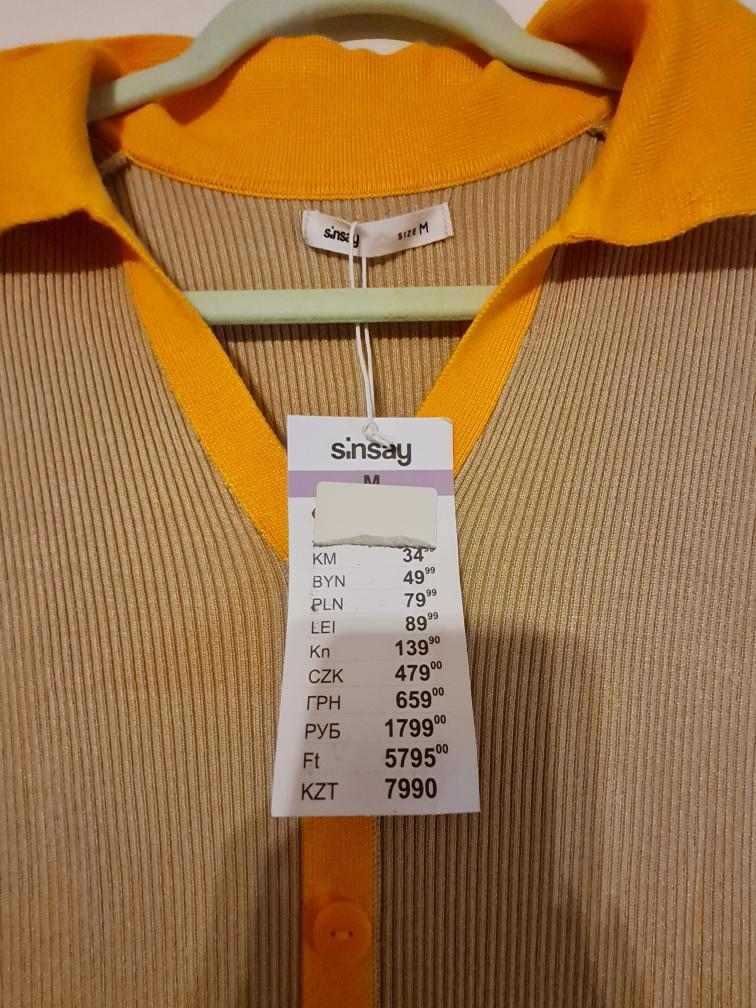 sinsay SIZE M
sinsay
M
KM 34
BYN 49⁹⁹
PLN 79⁹⁹
LEI 89⁹⁹
Kn 139⁹⁰
CZK 479⁰⁰
ГРН 659⁰⁰
РУБ 1799⁰⁰
Ft 5795⁰⁰
KZT 7990